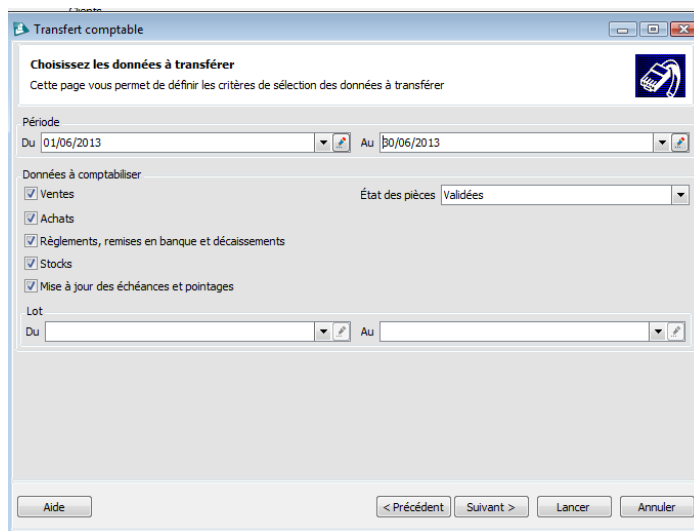 Transfert comptable
Choisissez les données à transférer
Cette page vous permet de définir les critères de sélection des données à transférer
Période
Du 01/06/2013 Au 30/06/2013
Données à comptabiliser
Ventes État des pièces Validées
Achats
Règlements, remises en banque et décaissements
Stocks
Mise à jour des échéances et pointages
Lot
Du Au
Aide < Précédent Suivant > Lancer Annuler